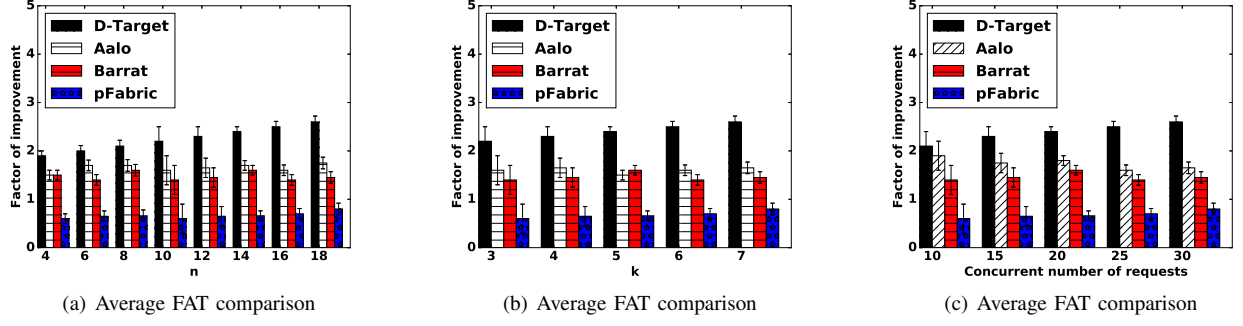 5
4
3
2
1
0
Factor of improvement
D-Target
Aalo
Barrat
pFabric
4 6 8 10 12 14 16 18
n
(a) Average FAT comparison
5
4
3
2
1
0
Factor of improvement
D-Target
Aalo
Barrat
pFabric
3 4 5 6 7
k
(b) Average FAT comparison
5
4
3
2
1
0
Factor of improvement
D-Target
Aalo
Barrat
pFabric
10 15 20 25 30
Concurrent number of requests
(c) Average FAT comparison